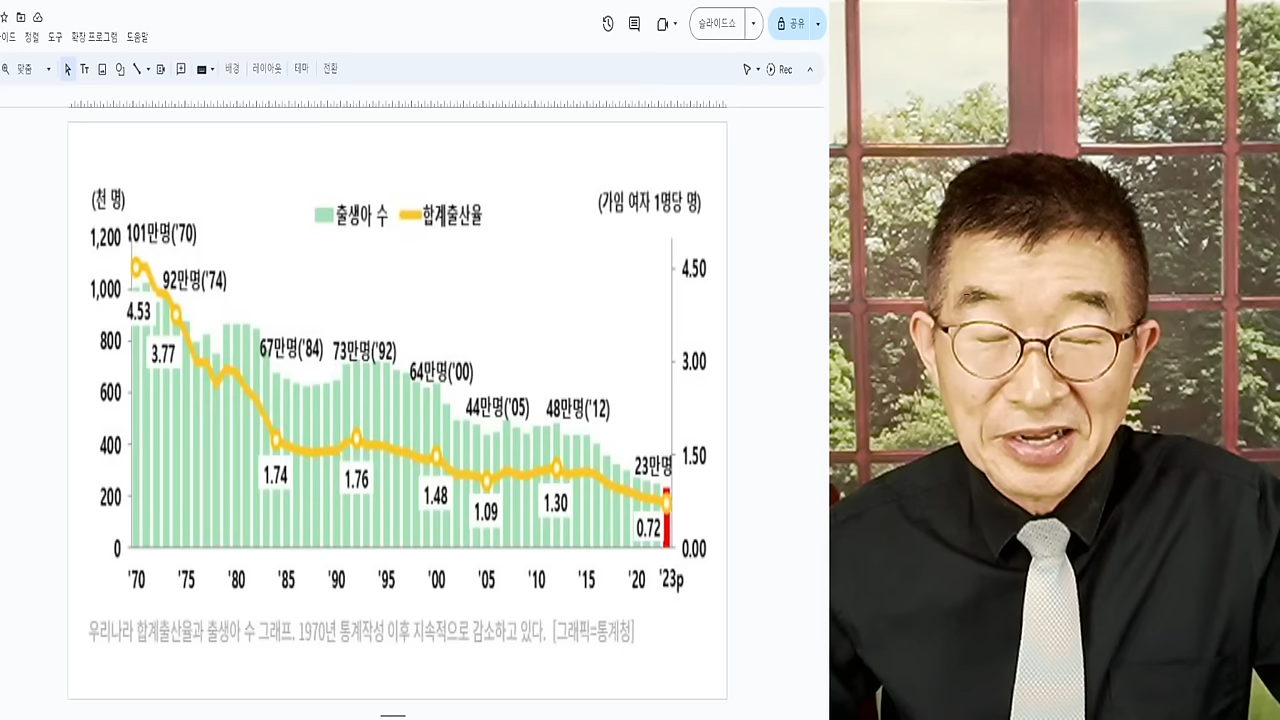 정렬 도구 확장 프로그램 도움말
슬라이드쇼
공유
맞춤
배경
레이아웃
테마
전환
Rec
(천 명)
출생아 수
합계출산율
(가임 여자 1명당 명)
1,200
1,000
800
600
400
200
0
101만명('70)
92만명('74)
67만명('84)
73만명('92)
64만명('00)
44만명('05)
48만명('12)
23만명
4.53
3.77
1.74
1.76
1.48
1.09
1.30
0.72
4.50
3.00
1.50
0.00
'70 '75 '80 '85 '90 '95 '00 '05 '10 '15 '20 '23p
우리나라 합계출산율과 출생아 수 그래프. 1970년 통계작성 이후 지속적으로 감소하고 있다. [그래픽=통계청]